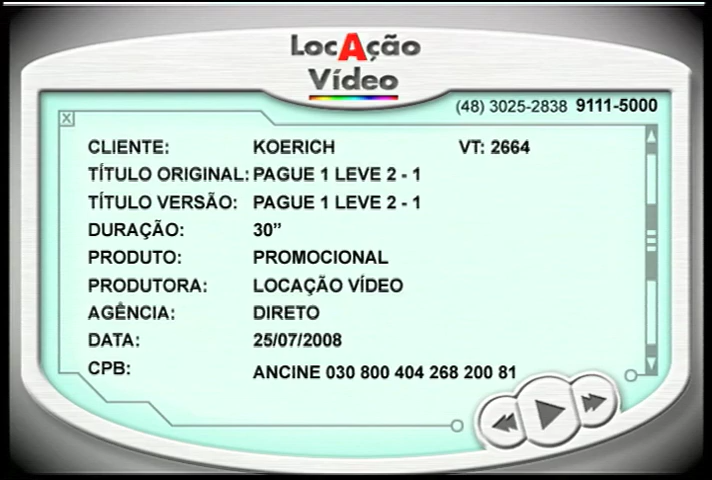 LocAção
Vídeo
(48) 3025-2838 9111-5000
X
CLIENTE: KOERICH VT: 2664
TÍTULO ORIGINAL: PAGUE 1 LEVE 2 - 1
TÍTULO VERSÃO: PAGUE 1 LEVE 2 - 1
DURAÇÃO: 30”
PRODUTO: PROMOCIONAL
PRODUTORA: LOCAÇÃO VÍDEO
AGÊNCIA: DIRETO
DATA: 25/07/2008
CPB: ANCINE 030 800 404 268 200 81